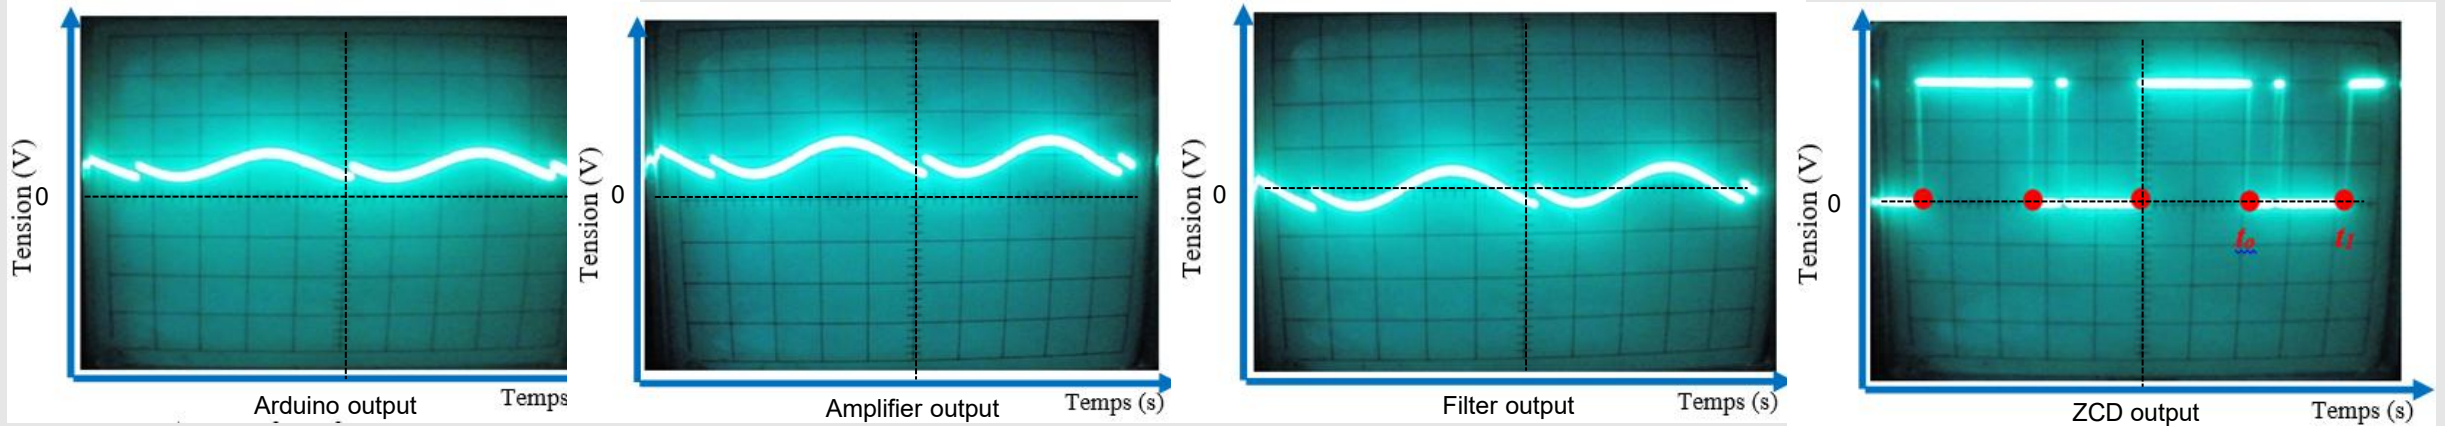 Tension (V)
0
Arduino output
Temps
Tension (V)
0
Amplifier output
Temps (s)
Tension (V)
0
Filter output
Temps (s)
Tension (V)
0
to
t1
ZCD output
Temps (s)